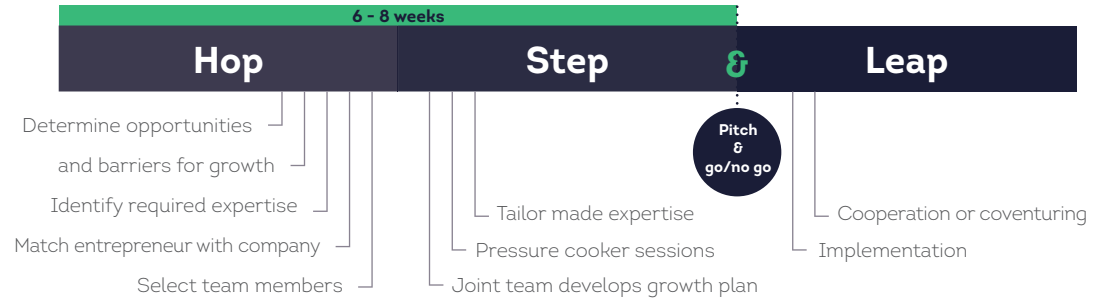 6 - 8 weeks
Hop
Step
&
Leap
Determine opportunities
and barriers for growth
Identify required expertise
Match entrepreneur with company
Select team members
Tailor made expertise
Pressure cooker sessions
Joint team develops growth plan
Pitch
&
go/no go
Cooperation or coventuring
Implementation